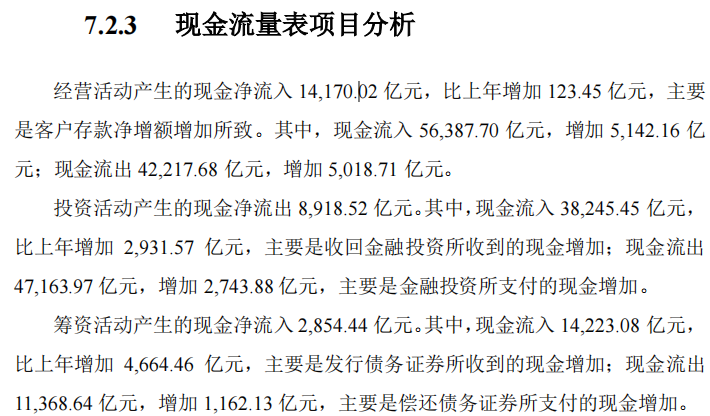 7.2.3 现金流量表项目分析
经营活动产生的现金净流入 14,170.02 亿元，比上年增加 123.45 亿元，主要
是客户存款净增额增加所致。其中，现金流入 56,387.70 亿元，增加 5,142.16 亿
元；现金流出 42,217.68 亿元，增加 5,018.71 亿元。
投资活动产生的现金净流出 8,918.52 亿元。其中，现金流入 38,245.45 亿元，
比上年增加 2,931.57 亿元，主要是收回金融投资所收到的现金增加；现金流出
47,163.97 亿元，增加 2,743.88 亿元，主要是金融投资所支付的现金增加。
筹资活动产生的现金净流入 2,854.44 亿元。其中，现金流入 14,223.08 亿元，
比上年增加 4,664.46 亿元，主要是发行债务证券所收到的现金增加；现金流出
11,368.64 亿元，增加 1,162.13 亿元，主要是偿还债务证券所支付的现金增加。